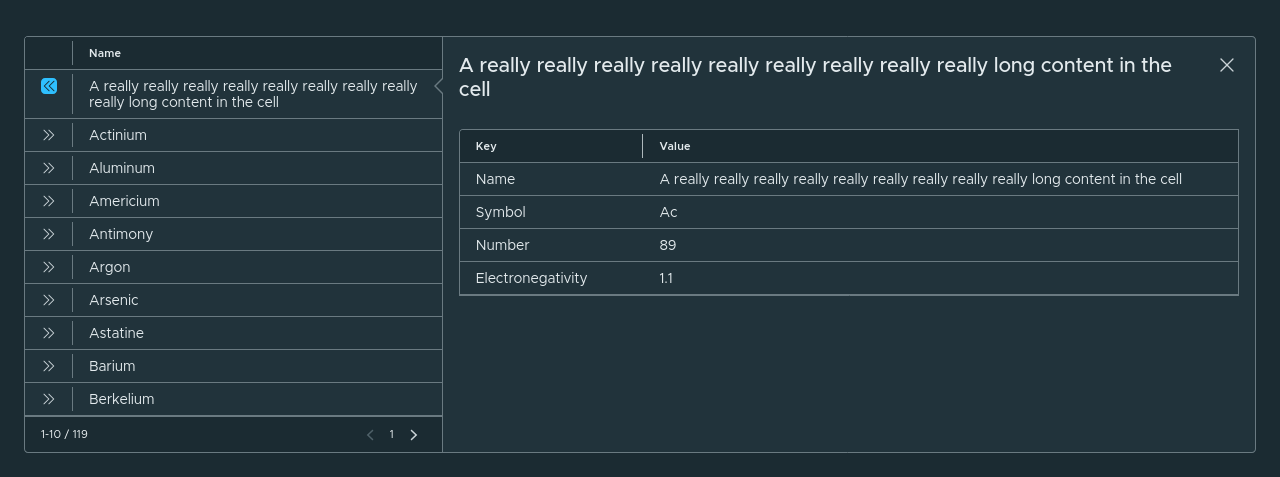 Name
A really really really really really really really really
really long content in the cell
Actinium
Aluminum
Americium
Antimony
Argon
Arsenic
Astatine
Barium
Berkelium
1-10 / 119
1
A really really really really really really really really really long content in the
cell
Key Value
Name A really really really really really really really really really long content in the cell
Symbol Ac
Number 89
Electronegativity 1.1